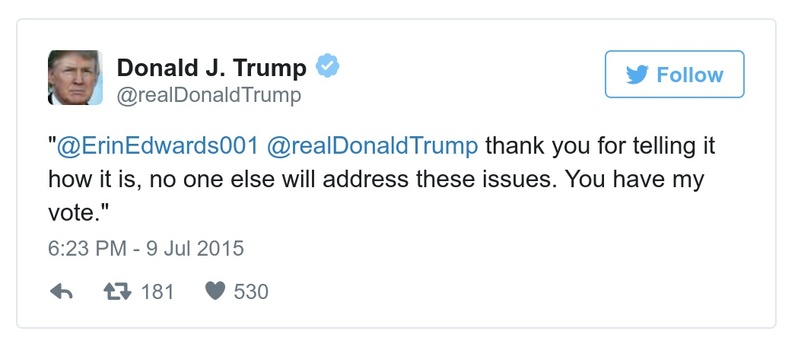 Donald J. Trump
@realDonaldTrump
Follow
"@ErinEdwards001 @realDonaldTrump thank you for telling it
how it is, no one else will address these issues. You have my
vote."
6:23 PM - 9 Jul 2015
181 530